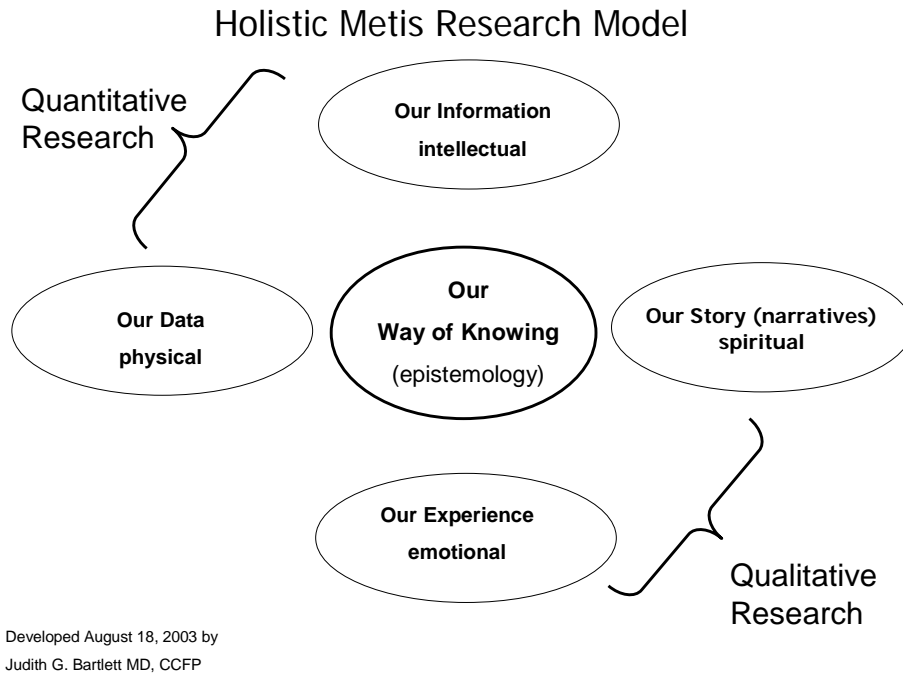 Holistic Metis Research Model
Quantitative
Research
Our Information
intellectual
Our Data
physical
Our
Way of Knowing
(epistemology)
Our Story (narratives)
spiritual
Our Experience
emotional
Qualitative
Research
Developed August 18, 2003 by
Judith G. Bartlett MD, CCFP